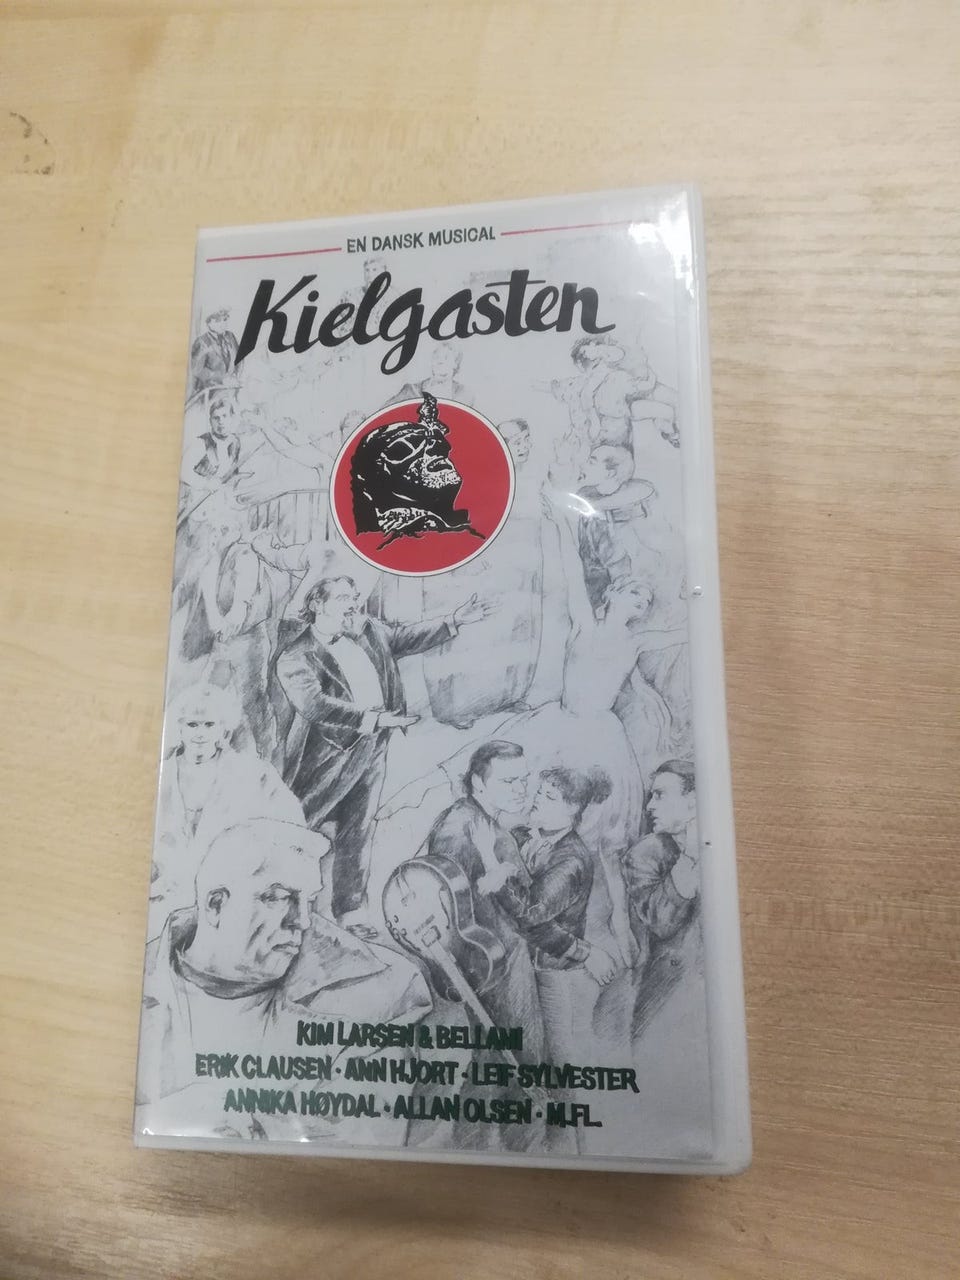 EN DANSK MUSICAL
Kielgasten
KIM LARSEN & BELLAMI
ERIK CLAUSEN · ANN HJORT · LEIF SYLVESTER
ANNIKA HØYDAL · ALLAN OLSEN · M.FL.